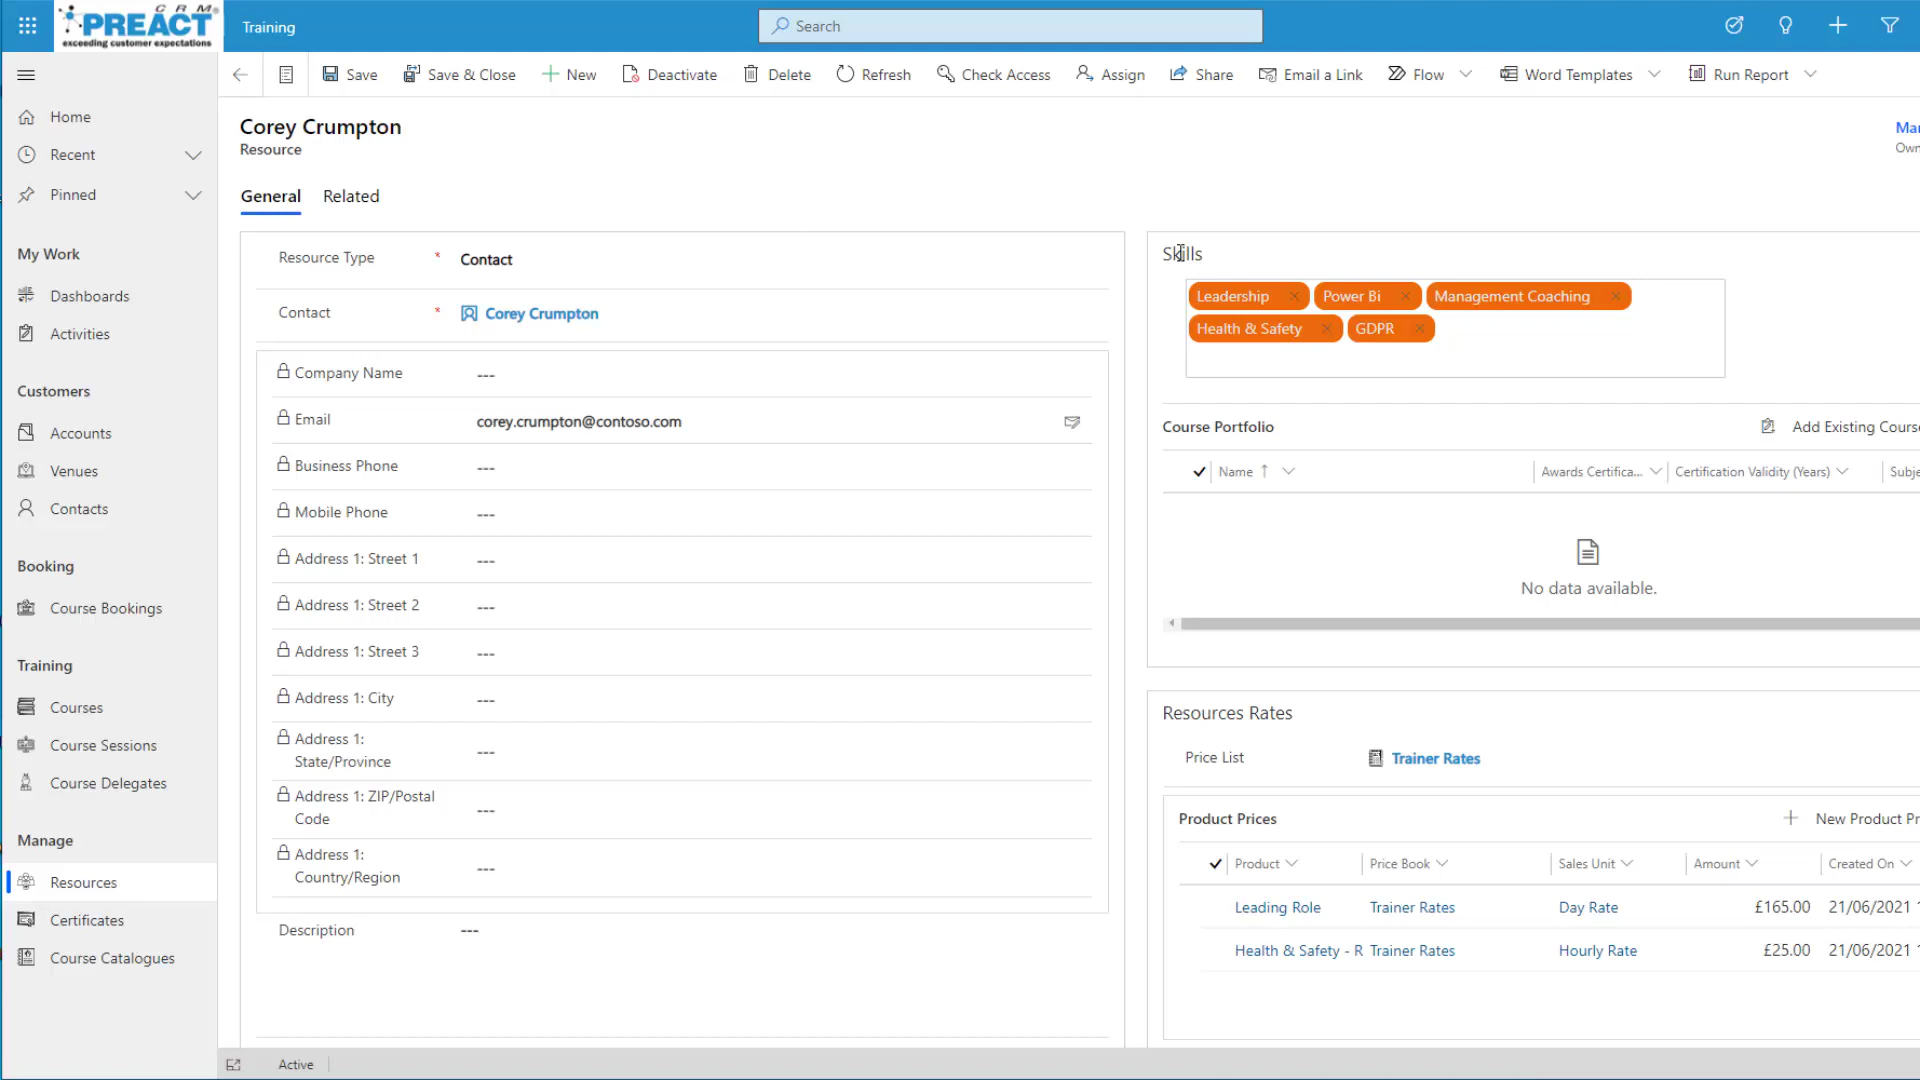 CRM
PREACT
exceeding customer expectations
Training
Search
Save
Save & Close
New
Deactivate
Delete
Refresh
Check Access
Assign
Share
Email a Link
Flow
Word Templates
Run Report
Home
Recent
Pinned
My Work
Dashboards
Activities
Customers
Accounts
Venues
Contacts
Booking
Course Bookings
Training
Courses
Course Sessions
Course Delegates
Manage
Resources
Certificates
Course Catalogues
Corey Crumpton
Resource
Mar
Own
General Related
Resource Type * Contact
Contact * Corey Crumpton
Company Name ---
Email corey.crumpton@contoso.com
Business Phone ---
Mobile Phone ---
Address 1: Street 1 ---
Address 1: Street 2 ---
Address 1: Street 3 ---
Address 1: City ---
Address 1:
State/Province ---
Address 1: ZIP/Postal
Code ---
Address 1:
Country/Region ---
Description ---
Skills
Leadership Power Bi Management Coaching
Health & Safety GDPR
Course Portfolio Add Existing Course
Name Awards Certifica... Certification Validity (Years) Subje
No data available.
Resources Rates
Price List Trainer Rates
Product Prices New Product Pr
Product Price Book Sales Unit Amount Created On
Leading Role Trainer Rates Day Rate £165.00 21/06/2021 1
Health & Safety - R Trainer Rates Hourly Rate £25.00 21/06/2021 1
Active